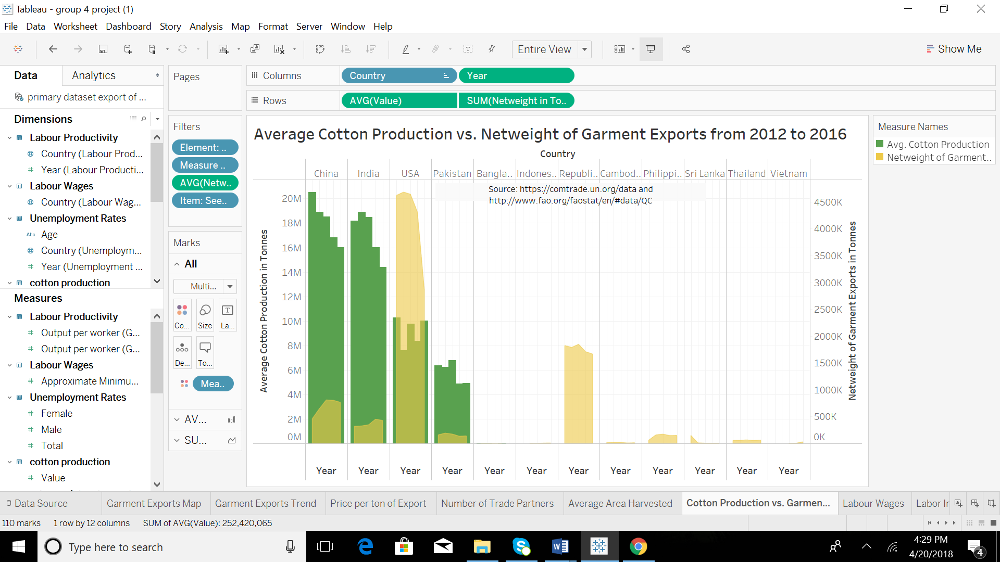 Tableau - group 4 project (1)
File Data Worksheet Dashboard Story Analysis Map Format Server Window Help
Entire View
Show Me
Data
Analytics
primary dataset export of ...
Dimensions
Labour Productivity
Country (Labour Prod...
Year (Labour Producti...
Labour Wages
Country (Labour Wag...
Unemployment Rates
Abc Age
Country (Unemploym...
Year (Unemployment ...
cotton production
Measures
Labour Productivity
Output per worker (G...
Output per worker (G...
Labour Wages
Approximate Minimu...
Unemployment Rates
Female
Male
Total
cotton production
Value
Pages
Filters
Element: ..
Measure ..
AVG(Netw..
Item: See..
Marks
All
Multi...
Co...
Size
La...
De...
To...
Mea..
AV...
SU...
Columns
Country
Year
Rows
AVG(Value)
SUM(Netweight in To..
Average Cotton Production vs. Netweight of Garment Exports from 2012 to 2016
Country
China India USA Pakistan Bangla.. Indones.. Republi.. Cambod.. Philippi.. Sri Lanka Thailand Vietnam
Source: https://comtrade.un.org/data and
http://www.fao.org/faostat/en/#data/QC
Average Cotton Production in Tonnes
20M
18M
16M
14M
12M
10M
8M
6M
4M
2M
0M
4500K
4000K
3500K
3000K
2500K
2000K
1500K
1000K
500K
0K
Netweight of Garment Exports in Tonnes
Year Year Year Year Year Year Year Year Year Year Year Year
Measure Names
Avg. Cotton Production
Netweight of Garment..
Data Source
Garment Exports Map
Garment Exports Trend
Price per ton of Export
Number of Trade Partners
Average Area Harvested
Cotton Production vs. Garmen...
Labour Wages
110 marks
1 row by 12 columns
SUM of AVG(Value): 252,420,065
Type here to search
4:29 PM
4/20/2018
4